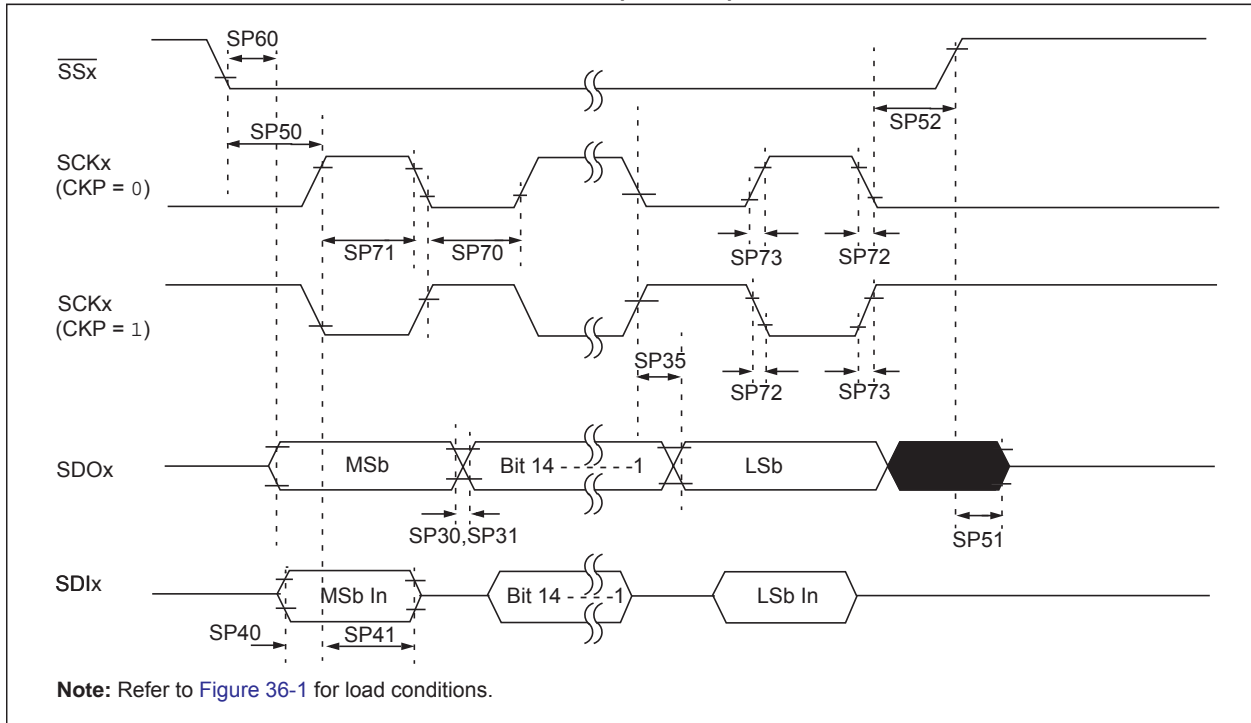 SP60
SSx
SP50
SP52
SCKx
(CKP = 0)
SP71
SP70
SP73
SP72
SCKx
(CKP = 1)
SP35
SP72
SP73
SDOx
MSb
Bit 14 - - - - - -1
LSb
SP30,SP31
SP51
SDIx
MSb In
Bit 14 - - - -1
LSb In
SP40
SP41
Note: Refer to Figure 36-1 for load conditions.